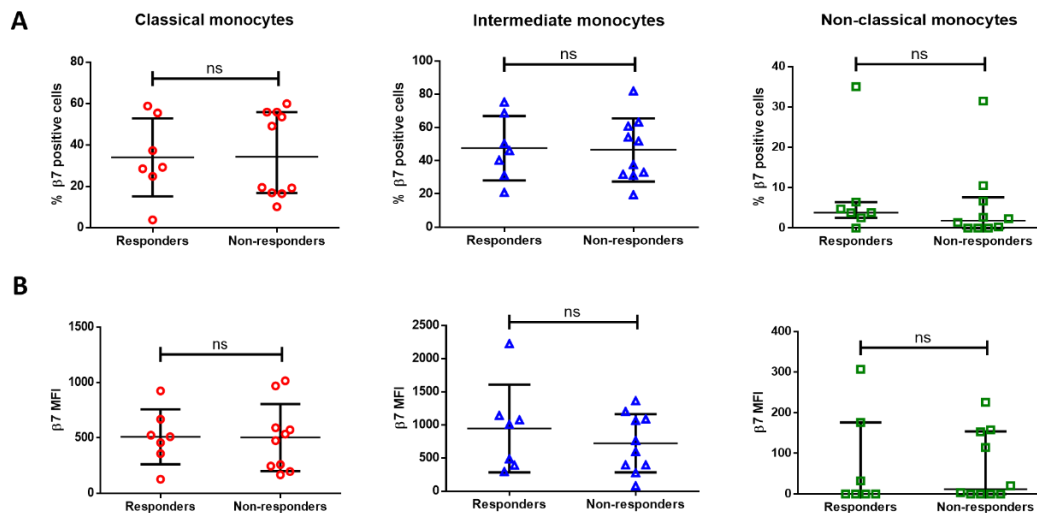 A
Classical monocytes
Intermediate monocytes
Non-classical monocytes
% β7 positive cells
80
60
40
20
0
ns
Responders
Non-responders
% β7 positive cells
100
80
60
40
20
0
ns
Responders
Non-responders
% β7 positive cells
40
30
20
10
0
ns
Responders
Non-responders
B
β7 MFI
1500
1000
500
0
ns
Responders
Non-responders
β7 MFI
2500
2000
1500
1000
500
0
ns
Responders
Non-responders
β7 MFI
400
300
200
100
0
ns
Responders
Non-responders